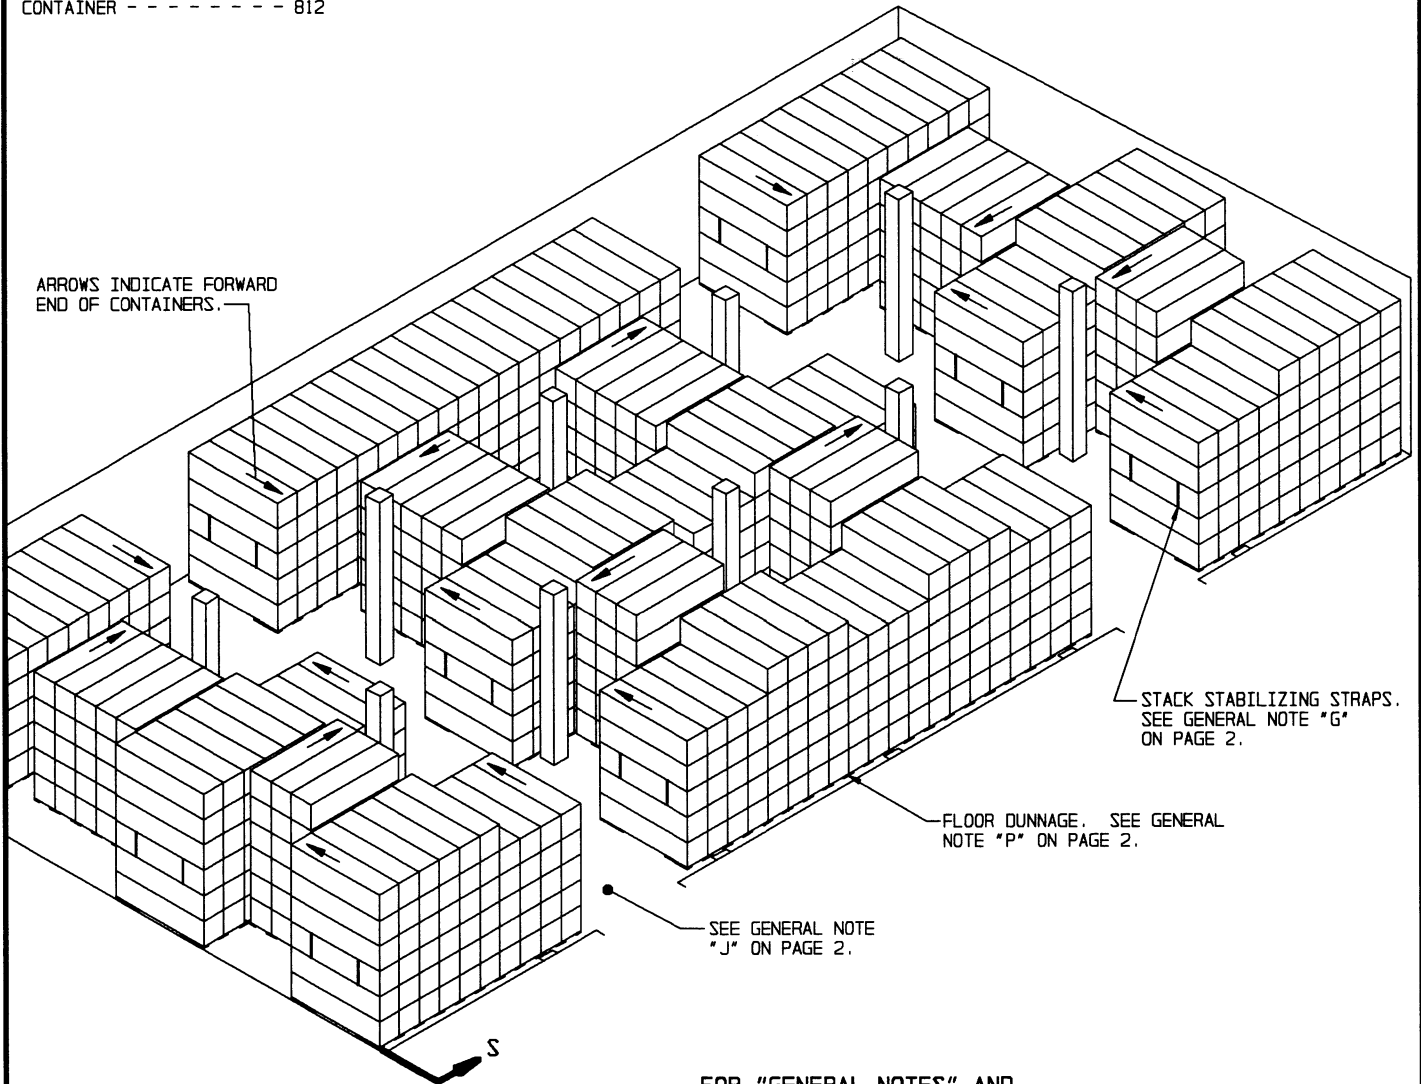 CONTAINER - - - - - - - - 812
ARROWS INDICATE FORWARD
END OF CONTAINERS.
STACK STABILIZING STRAPS.
SEE GENERAL NOTE "G"
ON PAGE 2.
FLOOR DUNNAGE. SEE GENERAL
NOTE "P" ON PAGE 2.
SEE GENERAL NOTE
"J" ON PAGE 2.
S
FOR "GENERAL NOTES" AND